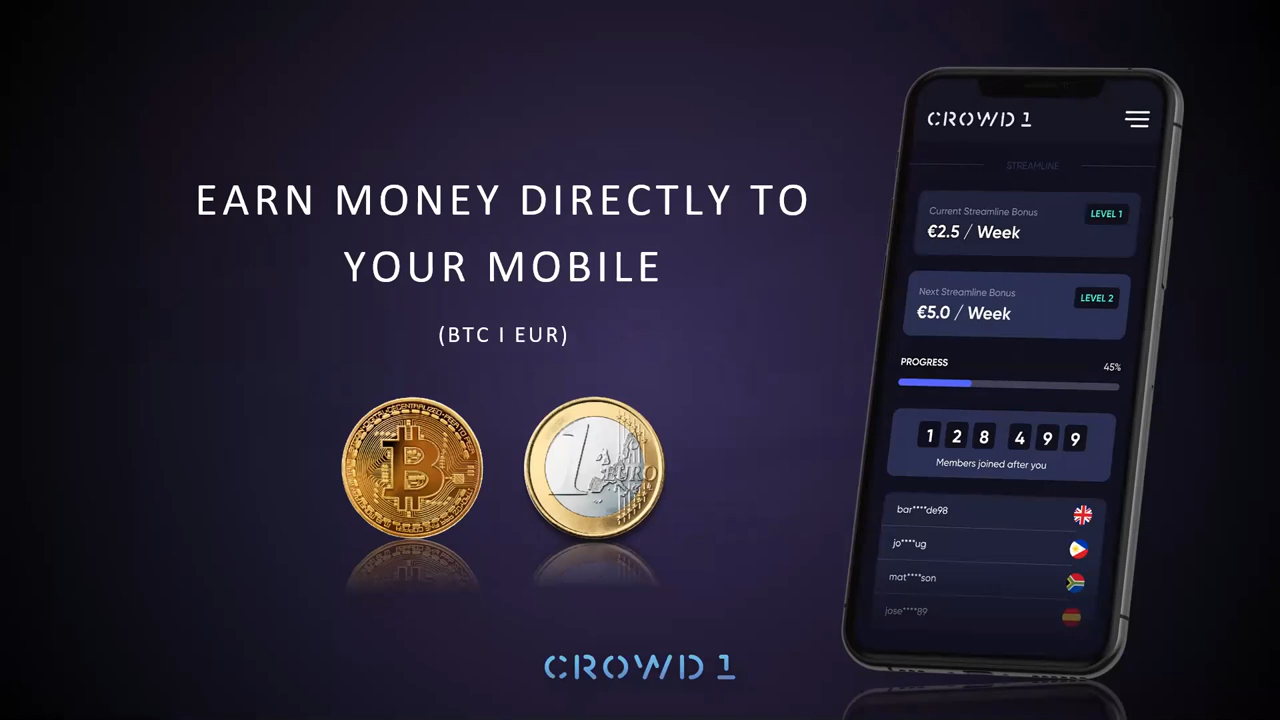 EARN MONEY DIRECTLY TO
YOUR MOBILE
(BTC I EUR)
EURO
CROWD 1
CROWD 1
STREAMLINE
Current Streamline Bonus
LEVEL 1
€2.5 / Week
Next Streamline Bonus
LEVEL 2
€5.0 / Week
PROGRESS
45%
1 2 8 4 9 9
Members joined after you
bar****de98
jo****ug
mat****son
jose****89